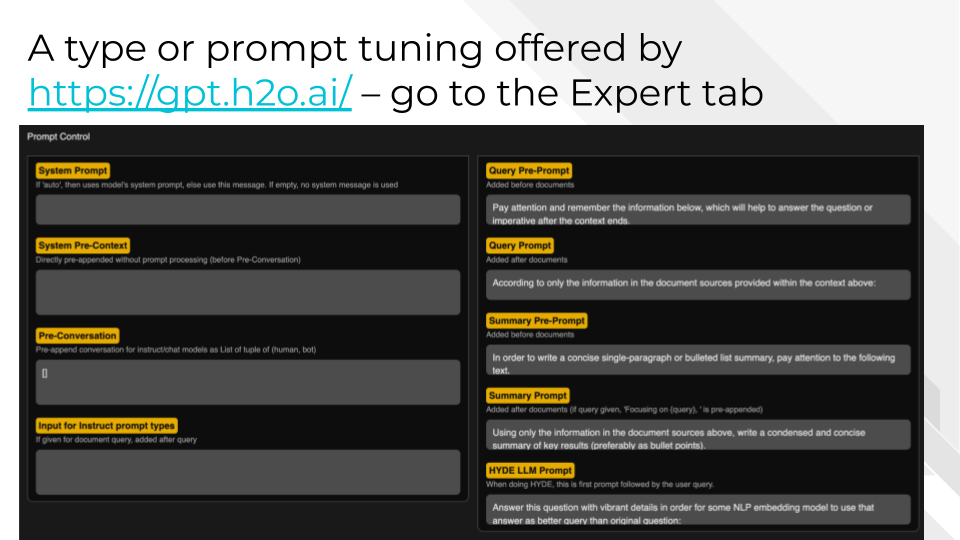 A type or prompt tuning offered by
https://gpt.h2o.ai/ – go to the Expert tab
Prompt Control
System Prompt
If 'auto', then uses model's system prompt, else use this message. If empty, no system message is used
System Pre-Context
Directly pre-appended without prompt processing (before Pre-Conversation)
Pre-Conversation
Pre-append conversation for instruct/chat models as List of tuple of (human, bot)
[]
Input for Instruct prompt types
If given for document query, added after query
Query Pre-Prompt
Added before documents
Pay attention and remember the information below, which will help to answer the question or
imperative after the context ends.
Query Prompt
Added after documents
According to only the information in the document sources provided within the context above:
Summary Pre-Prompt
Added before documents
In order to write a concise single-paragraph or bulleted list summary, pay attention to the following
text.
Summary Prompt
Added after documents (if query given, 'Focusing on {query}, ' is pre-appended)
Using only the information in the document sources above, write a condensed and concise
summary of key results (preferably as bullet points).
HYDE LLM Prompt
When doing HYDE, this is first prompt followed by the user query.
Answer this question with vibrant details in order for some NLP embedding model to use that
answer as better query than original question: